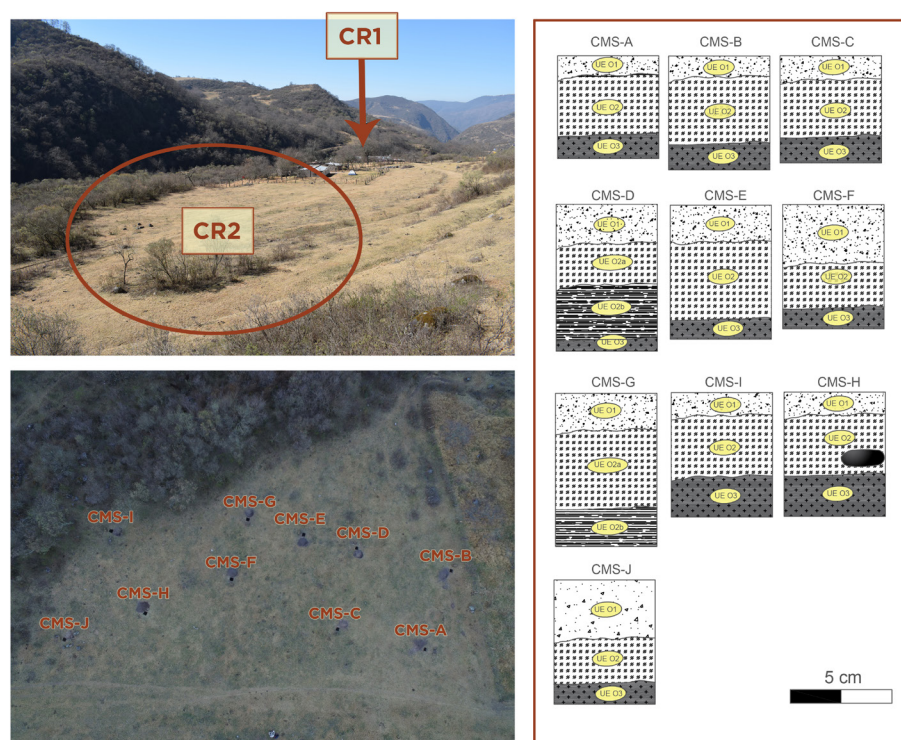 CR1
CR2
CMS-A
CMS-B
CMS-C
UE O1
UE O1
UE O1
UE O2
UE O2
UE O2
UE O3
UE O3
UE O3
CMS-D
CMS-E
CMS-F
UE O1
UE O1
UE O1
UE O2a
UE O2
UE O2
UE O2b
UE O3
UE O3
UE O3
CMS-G
CMS-I
CMS-H
UE O1
UE O1
UE O1
UE O2a
UE O2
UE O2
UE O2b
UE O3
UE O3
CMS-J
UE O1
UE O2
UE O3
5 cm
CMS-G
CMS-I
CMS-E
CMS-D
CMS-B
CMS-F
CMS-H
CMS-J
CMS-C
CMS-A